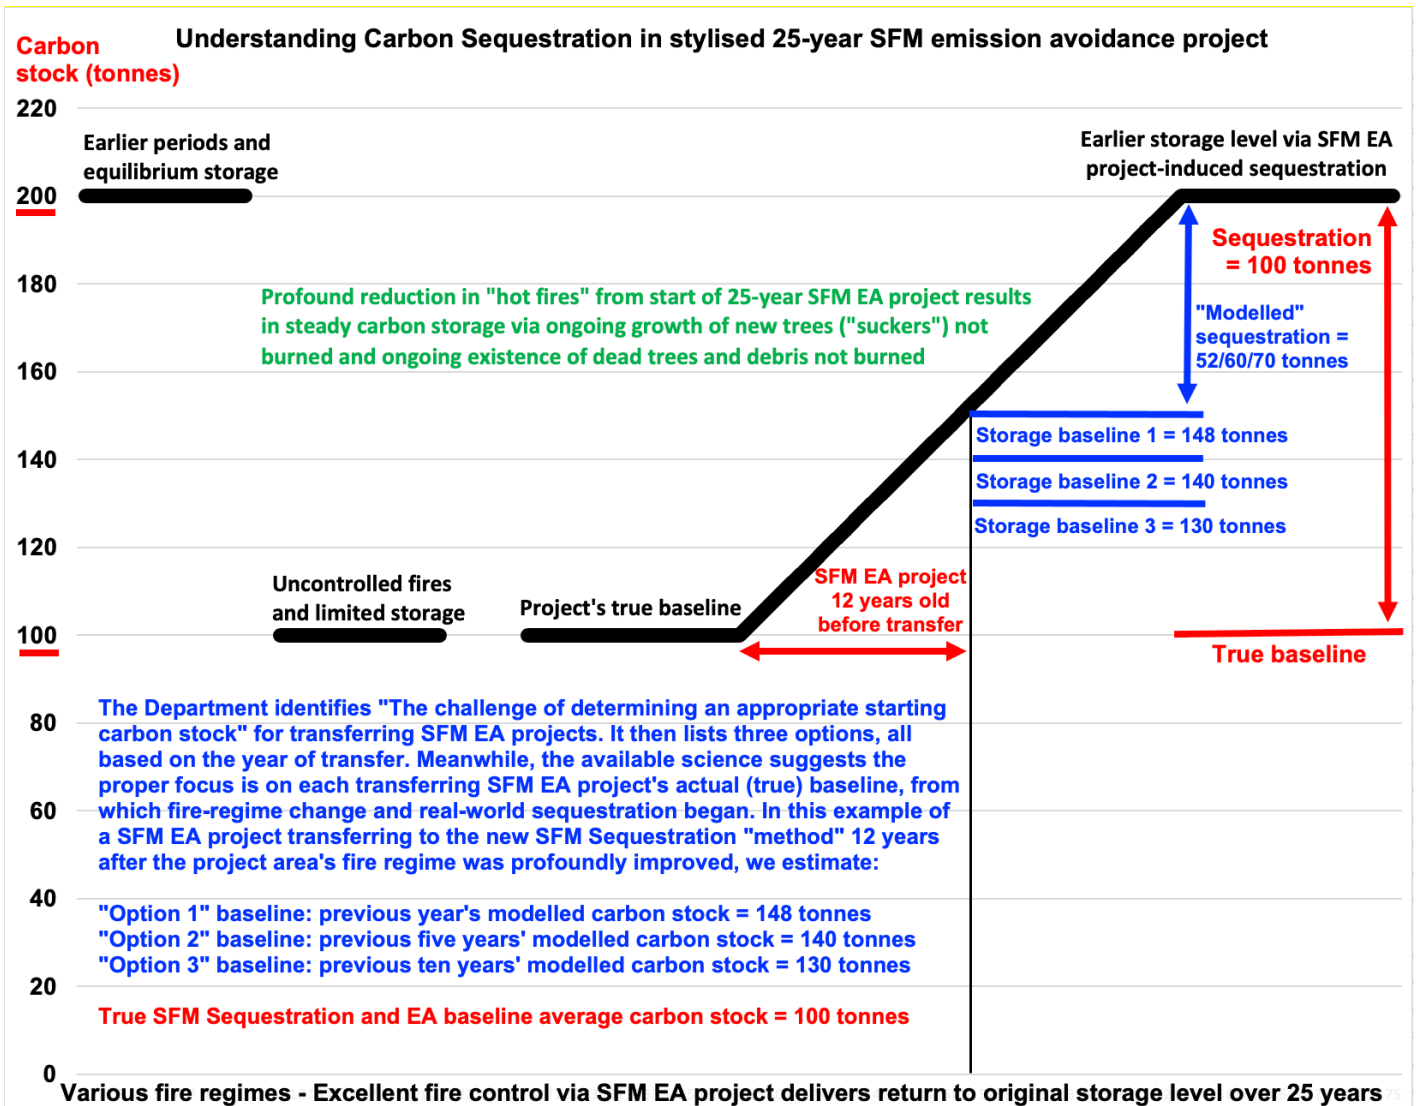 Understanding Carbon Sequestration in stylised 25-year SFM emission avoidance project
Carbon
stock (tonnes)
220
Earlier periods and
equilibrium storage
Earlier storage level via SFM EA
project-induced sequestration
200
Sequestration
= 100 tonnes
180
Profound reduction in "hot fires" from start of 25-year SFM EA project results
in steady carbon storage via ongoing growth of new trees ("suckers") not
burned and ongoing existence of dead trees and debris not burned
"Modelled"
sequestration =
52/60/70 tonnes
160
Storage baseline 1 = 148 tonnes
140
Storage baseline 2 = 140 tonnes
Storage baseline 3 = 130 tonnes
120
Uncontrolled fires
and limited storage
Project's true baseline
SFM EA project
12 years old
before transfer
100
True baseline
The Department identifies "The challenge of determining an appropriate starting
carbon stock" for transferring SFM EA projects. It then lists three options, all
based on the year of transfer. Meanwhile, the available science suggests the
proper focus is on each transferring SFM EA project's actual (true) baseline, from
which fire-regime change and real-world sequestration began. In this example of
a SFM EA project transferring to the new SFM Sequestration "method" 12 years
after the project area's fire regime was profoundly improved, we estimate:
80
60
40
"Option 1" baseline: previous year's modelled carbon stock = 148 tonnes
"Option 2" baseline: previous five years' modelled carbon stock = 140 tonnes
"Option 3" baseline: previous ten years' modelled carbon stock = 130 tonnes
20
True SFM Sequestration and EA baseline average carbon stock = 100 tonnes
0
Various fire regimes - Excellent fire control via SFM EA project delivers return to original storage level over 25 years